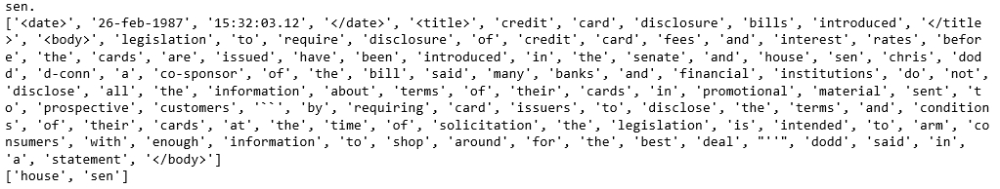 sen.
['<date>', '26-feb-1987', '15:32:03.12', '</date>', '<title>', 'credit', 'card', 'disclosure', 'bills', 'introduced', '</title
>', '<body>', 'legislation', 'to', 'require', 'disclosure', 'of', 'credit', 'card', 'fees', 'and', 'interest', 'rates', 'befor
e', 'the', 'cards', 'are', 'issued', 'have', 'been', 'introduced', 'in', 'the', 'senate', 'and', 'house', 'sen', 'chris', 'dod
d', 'd-conn', 'a', 'co-sponsor', 'of', 'the', 'bill', 'said', 'many', 'banks', 'and', 'financial', 'institutions', 'do', 'not',
'disclose', 'all', 'the', 'information', 'about', 'terms', 'of', 'their', 'cards', 'in', 'promotional', 'material', 'sent', 't
o', 'prospective', 'customers', '``', 'by', 'requiring', 'card', 'issuers', 'to', 'disclose', 'the', 'terms', 'and', 'condition
s', 'of', 'their', 'cards', 'at', 'the', 'time', 'of', 'solicitation', 'the', 'legislation', 'is', 'intended', 'to', 'arm', 'co
nsumers', 'with', 'enough', 'information', 'to', 'shop', 'around', 'for', 'the', 'best', 'deal', "''", 'dodd', 'said', 'in',
'a', 'statement', '</body>']
['house', 'sen']